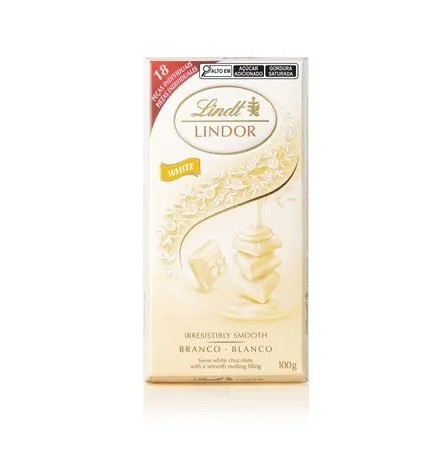 18
PEÇAS INDIVIDUAIS
PIEZAS INDIVIDUALES
ALTO EM
AÇÚCAR ADICIONADO
GORDURA SATURADA
Lindt
LINDOR
WHITE
IRRESISTIBLY SMOOTH
BRANCO - BLANCO
Swiss white chocolate
with a smooth melting filling
100g